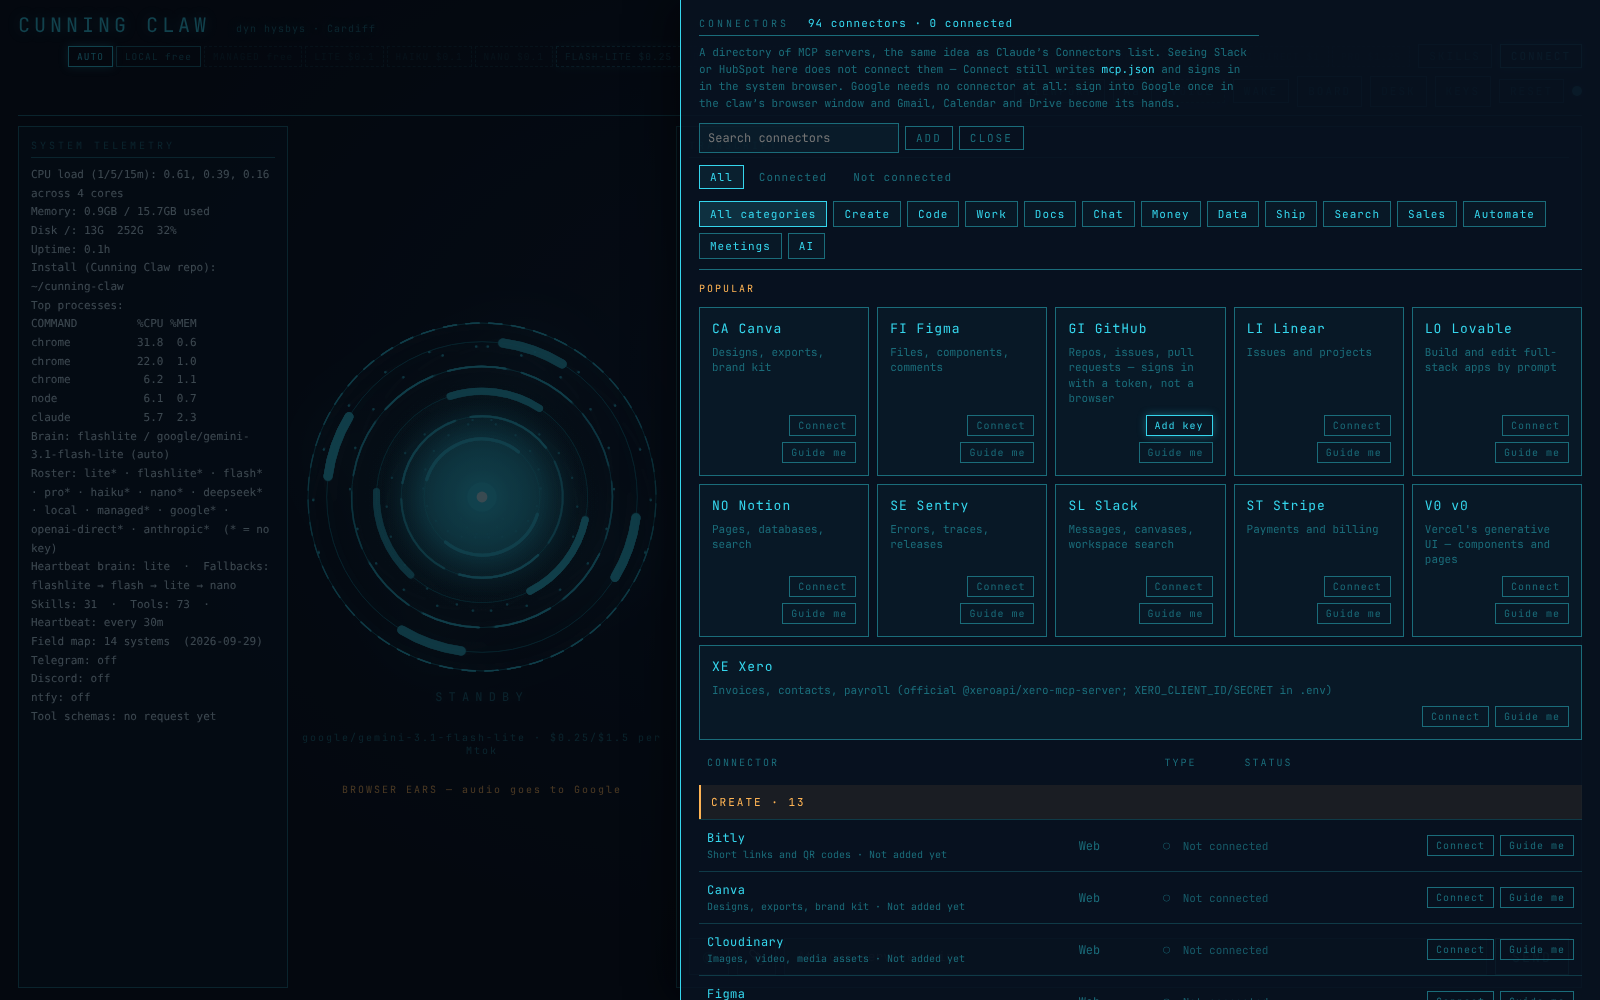 CUNNING CLAW
dyn hysbys · Cardiff
AUTO
LOCAL free
FLASH-LITE $0.25
SYSTEM TELEMETRY
CPU load (1/5/15m): 0.61, 0.39, 0.16
across 4 cores
Memory: 0.9GB / 15.7GB used
Disk /: 13G 252G 32%
Uptime: 0.1h
Install (Cunning Claw repo):
~/cunning-claw
Top processes:
COMMAND %CPU %MEM
chrome 31.8 0.6
chrome 22.0 1.0
chrome 6.2 1.1
node 6.1 0.7
claude 5.7 2.3
Brain: flashlite / google/gemini-
3.1-flash-lite (auto)
Roster: lite* · flashlite* · flash*
· pro* · haiku* · nano* · deepseek*
· local · managed* · google* ·
openai-direct* · anthropic* (* = no
key)
Heartbeat brain: lite · Fallbacks:
flashlite → flash → lite → nano
Skills: 31 · Tools: 73 ·
Heartbeat: every 30m
Field map: 14 systems (2026-09-29)
Telegram: off
Discord: off
ntfy: off
Tool schemas: no request yet
STANDBY
google/gemini-3.1-flash-lite · $0.25/$1.5 per
Mtok
BROWSER EARS — audio goes to Google
CONNECTORS 94 connectors · 0 connected
A directory of MCP servers, the same idea as Claude's Connectors list. Seeing Slack
or HubSpot here does not connect them — Connect still writes mcp.json and signs in
in the system browser. Google needs no connector at all: sign into Google once in
the claw's browser window and Gmail, Calendar and Drive become its hands.
Search connectors ADD CLOSE
All Connected Not connected
All categories Create Code Work Docs Chat Money Data Ship Search Sales Automate
Meetings AI
POPULAR
CA Canva
Designs, exports,
brand kit
Connect
Guide me
FI Figma
Files, components,
comments
Connect
Guide me
GI GitHub
Repos, issues, pull
requests — signs in
with a token, not a
browser
Add key
Guide me
LI Linear
Issues and projects
Connect
Guide me
LO Lovable
Build and edit full-
stack apps by prompt
Connect
Guide me
NO Notion
Pages, databases,
search
Connect
Guide me
SE Sentry
Errors, traces,
releases
Connect
Guide me
SL Slack
Messages, canvases,
workspace search
Connect
Guide me
ST Stripe
Payments and billing
Connect
Guide me
V0 v0
Vercel's generative
UI — components and
pages
Connect
Guide me
XE Xero
Invoices, contacts, payroll (official @xeroapi/xero-mcp-server; XERO_CLIENT_ID/SECRET in .env)
Connect Guide me
CONNECTOR TYPE STATUS
CREATE · 13
Bitly
Short links and QR codes · Not added yet
Web ○ Not connected Connect Guide me
Canva
Designs, exports, brand kit · Not added yet
Web ○ Not connected Connect Guide me
Cloudinary
Images, video, media assets · Not added yet
Web ○ Not connected Connect Guide me
Figma